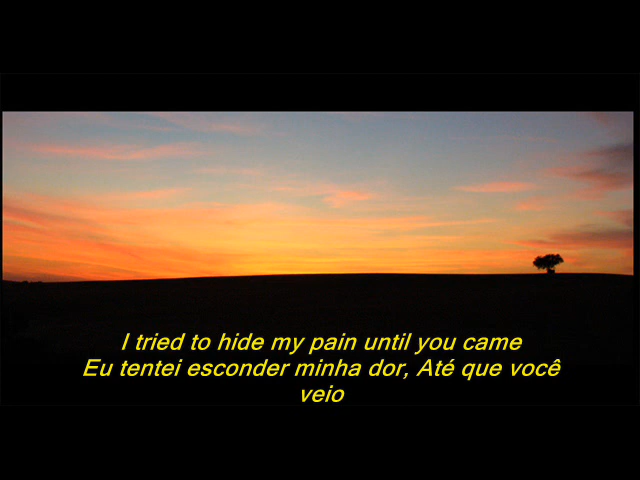 I tried to hide my pain until you came
Eu tentei esconder minha dor, Até que você
veio